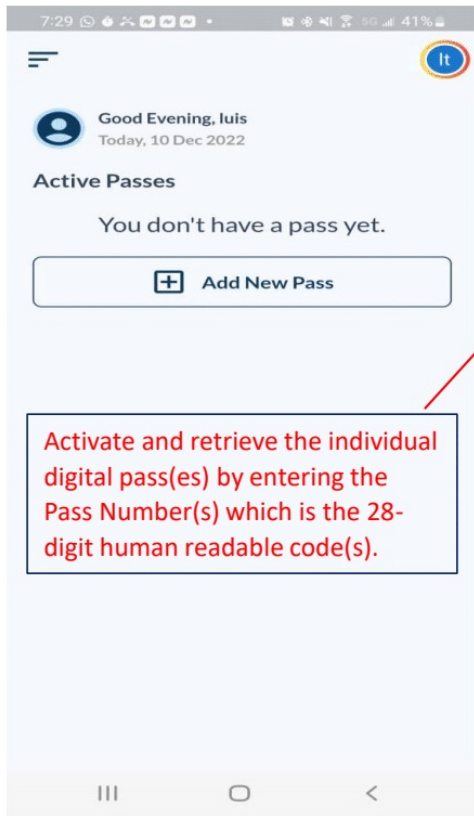 7:29 5G 41%
It
Good Evening, luis
Today, 10 Dec 2022
Active Passes
You don't have a pass yet.
Add New Pass
Activate and retrieve the individual
digital pass(es) by entering the
Pass Number(s) which is the 28-
digit human readable code(s).